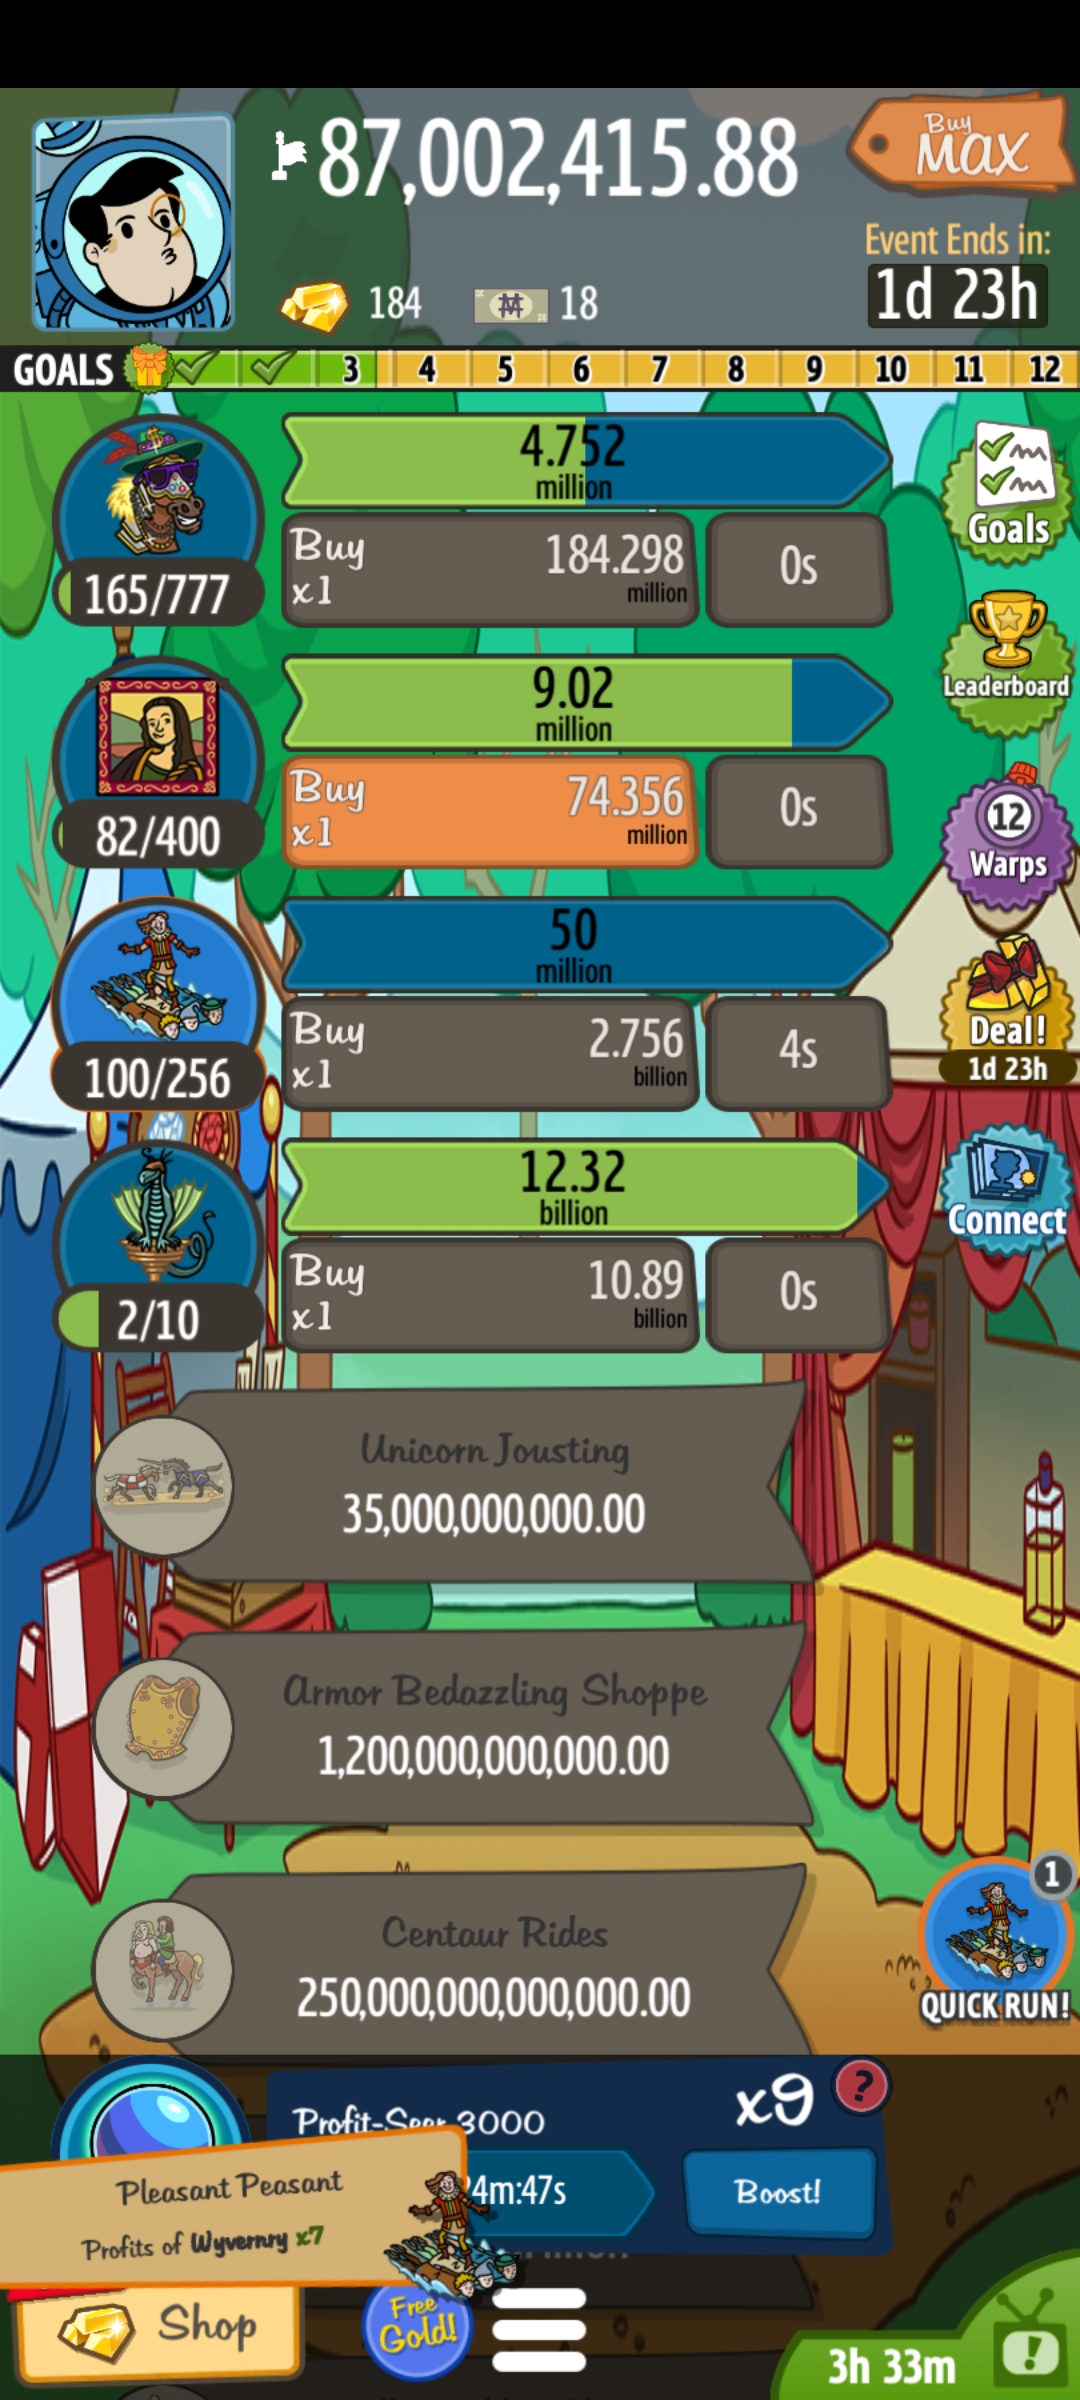 87,002,415.88
Buy
MAX
184
18
Event Ends in:
1d 23h
GOALS 3 4 5 6 7 8 9 10 11 12
4.752
million
Buy
x1
184.298
million
0s
165/777
Goals
9.02
million
Leaderboard
Buy
x1
74.356
million
0s
82/400
12
Warps
50
million
Buy
x1
2.756
billion
4s
100/256
Deal!
1d 23h
12.32
billion
Connect
Buy
x1
10.89
billion
0s
2/10
Unicorn Jousting
35,000,000,000.00
Armor Bedazzling Shoppe
1,200,000,000,000.00
Centaur Rides
250,000,000,000,000.00
1
QUICK RUN!
Profit-Seer 3000
x9
?
4m:47s
Boost!
Pleasant Peasant
Profits of Wyvernry x7
Shop
Free
Gold!
3h 33m